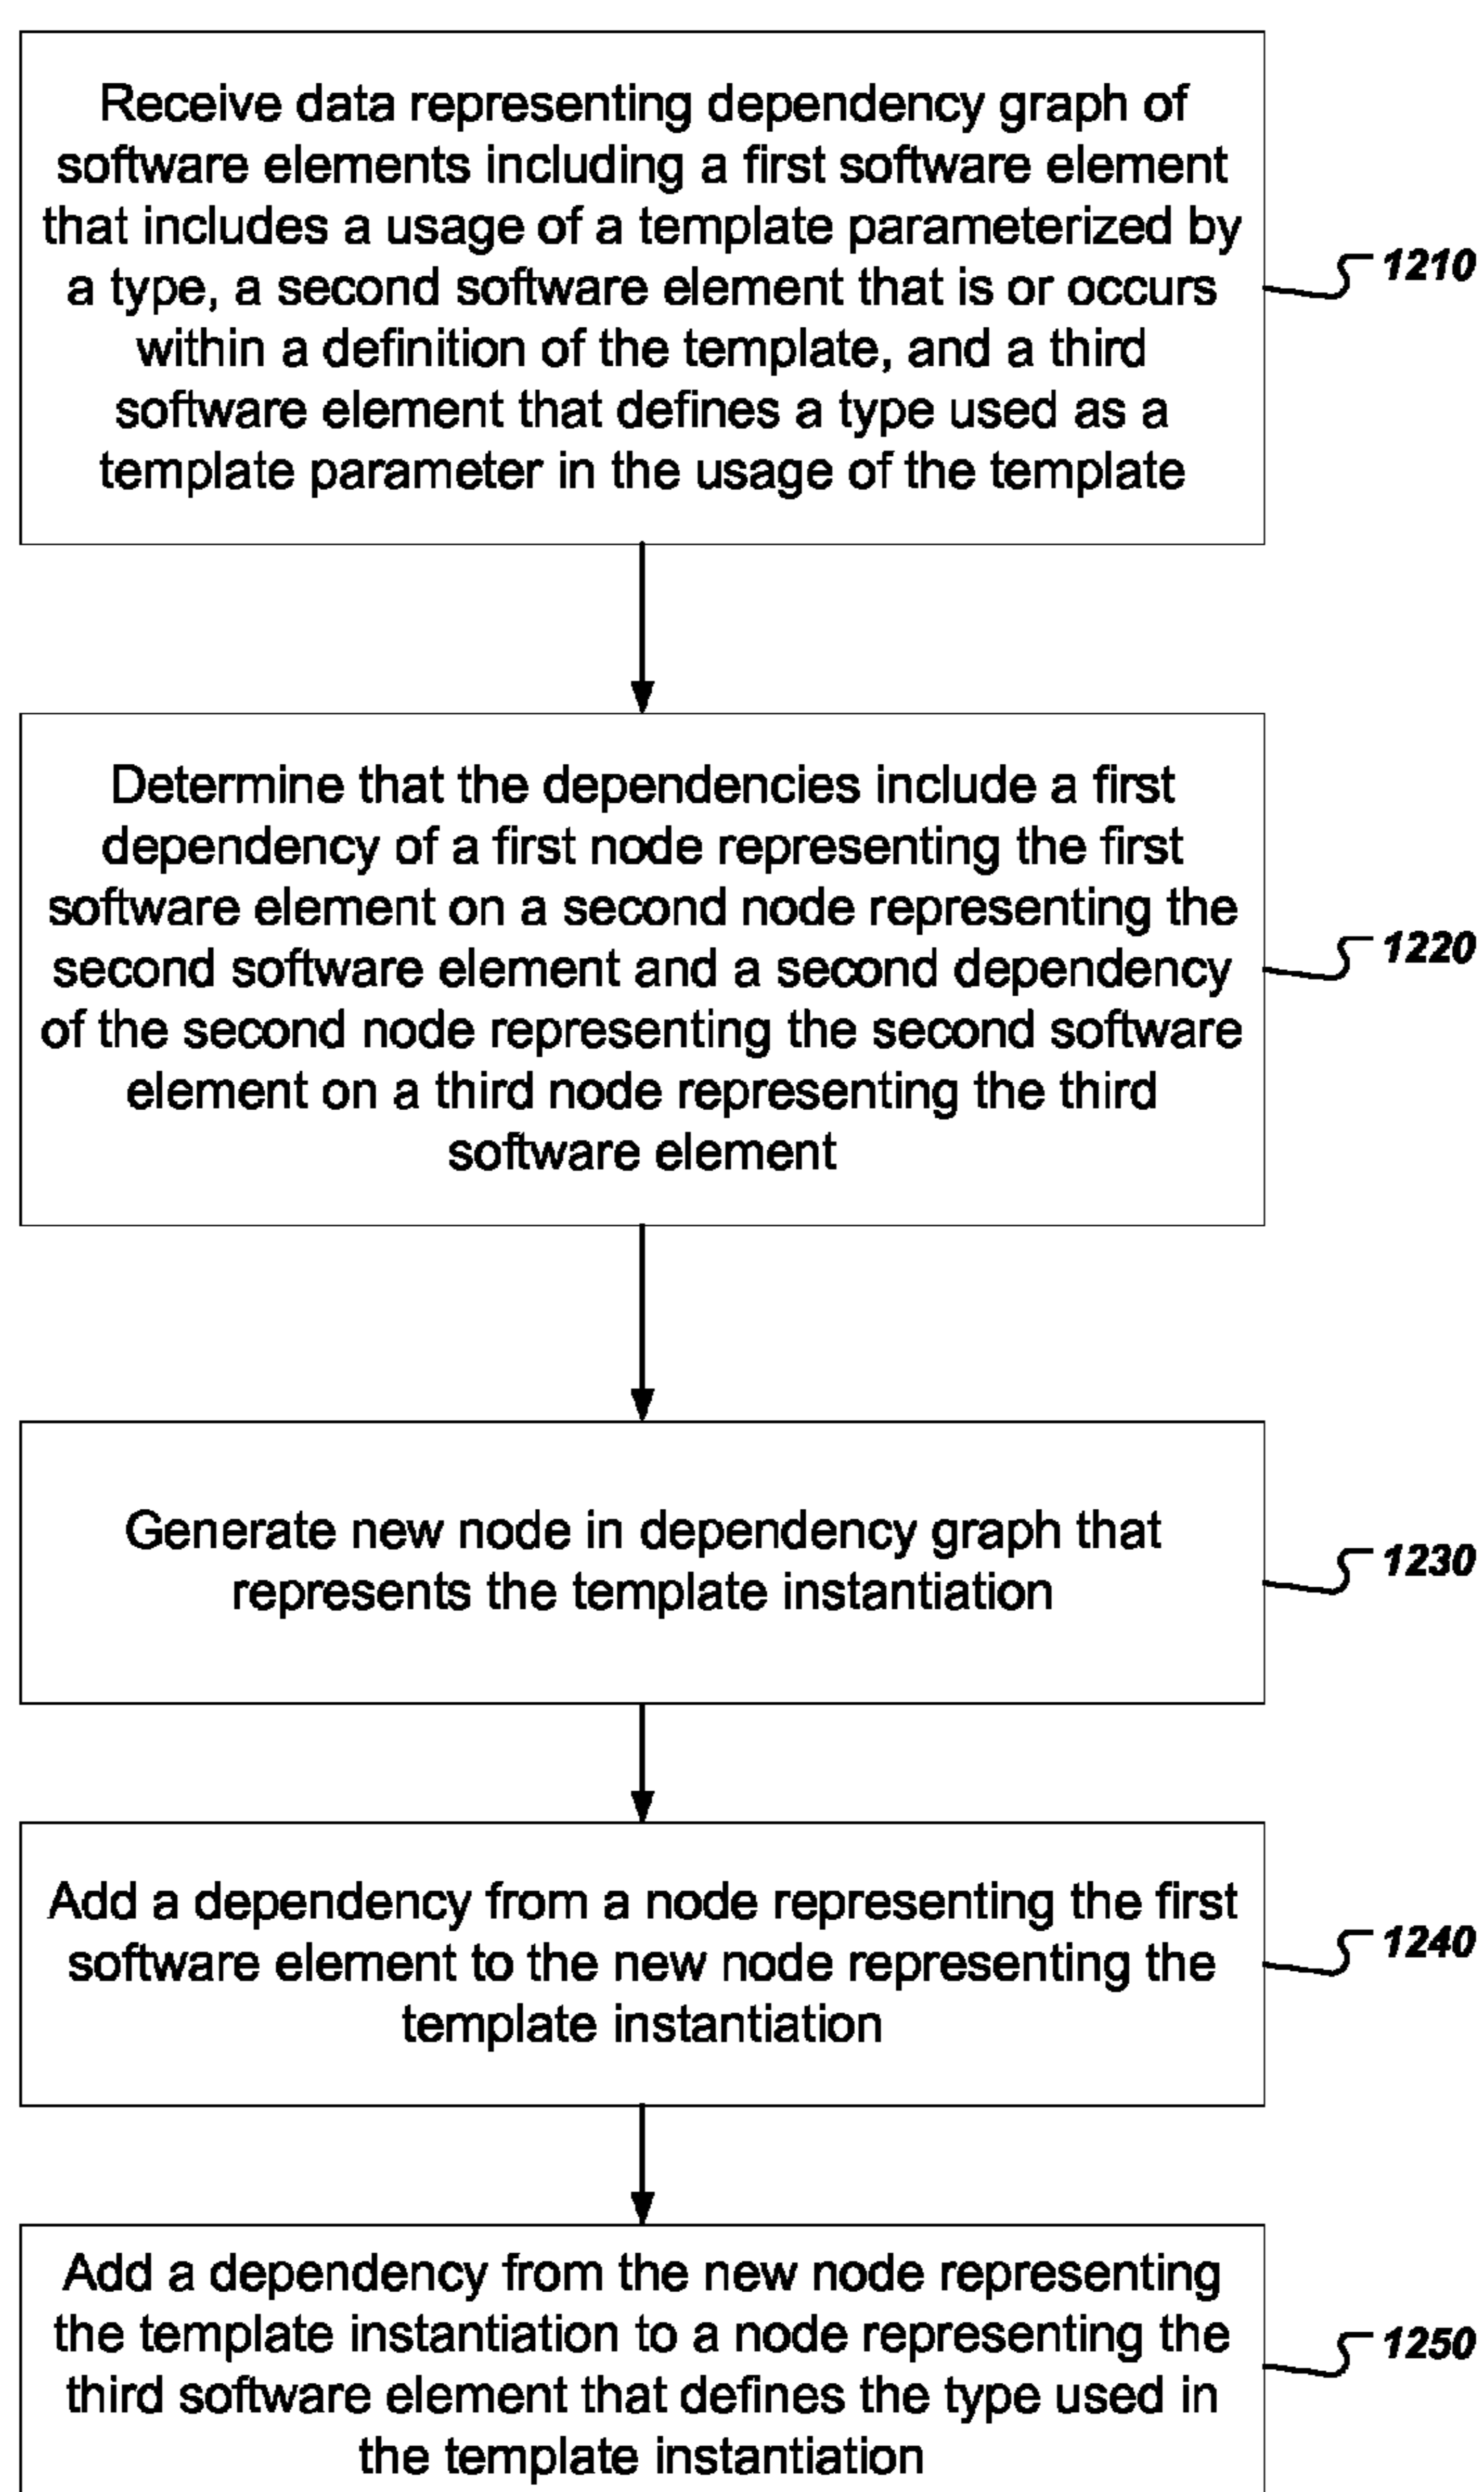 Receive data representing dependency graph of
software elements including a first software element
that includes a usage of a template parameterized by
a type, a second software element that is or occurs
within a definition of the template, and a third
software element that defines a type used as a
template parameter in the usage of the template
1210
Determine that the dependencies include a first
dependency of a first node representing the first
software element on a second node representing the
second software element and a second dependency
of the second node representing the second software
element on a third node representing the third
software element
1220
Generate new node in dependency graph that
represents the template instantiation
1230
Add a dependency from a node representing the first
software element to the new node representing the
template instantiation
1240
Add a dependency from the new node representing
the template instantiation to a node representing the
third software element that defines the type used in
the template instantiation
1250